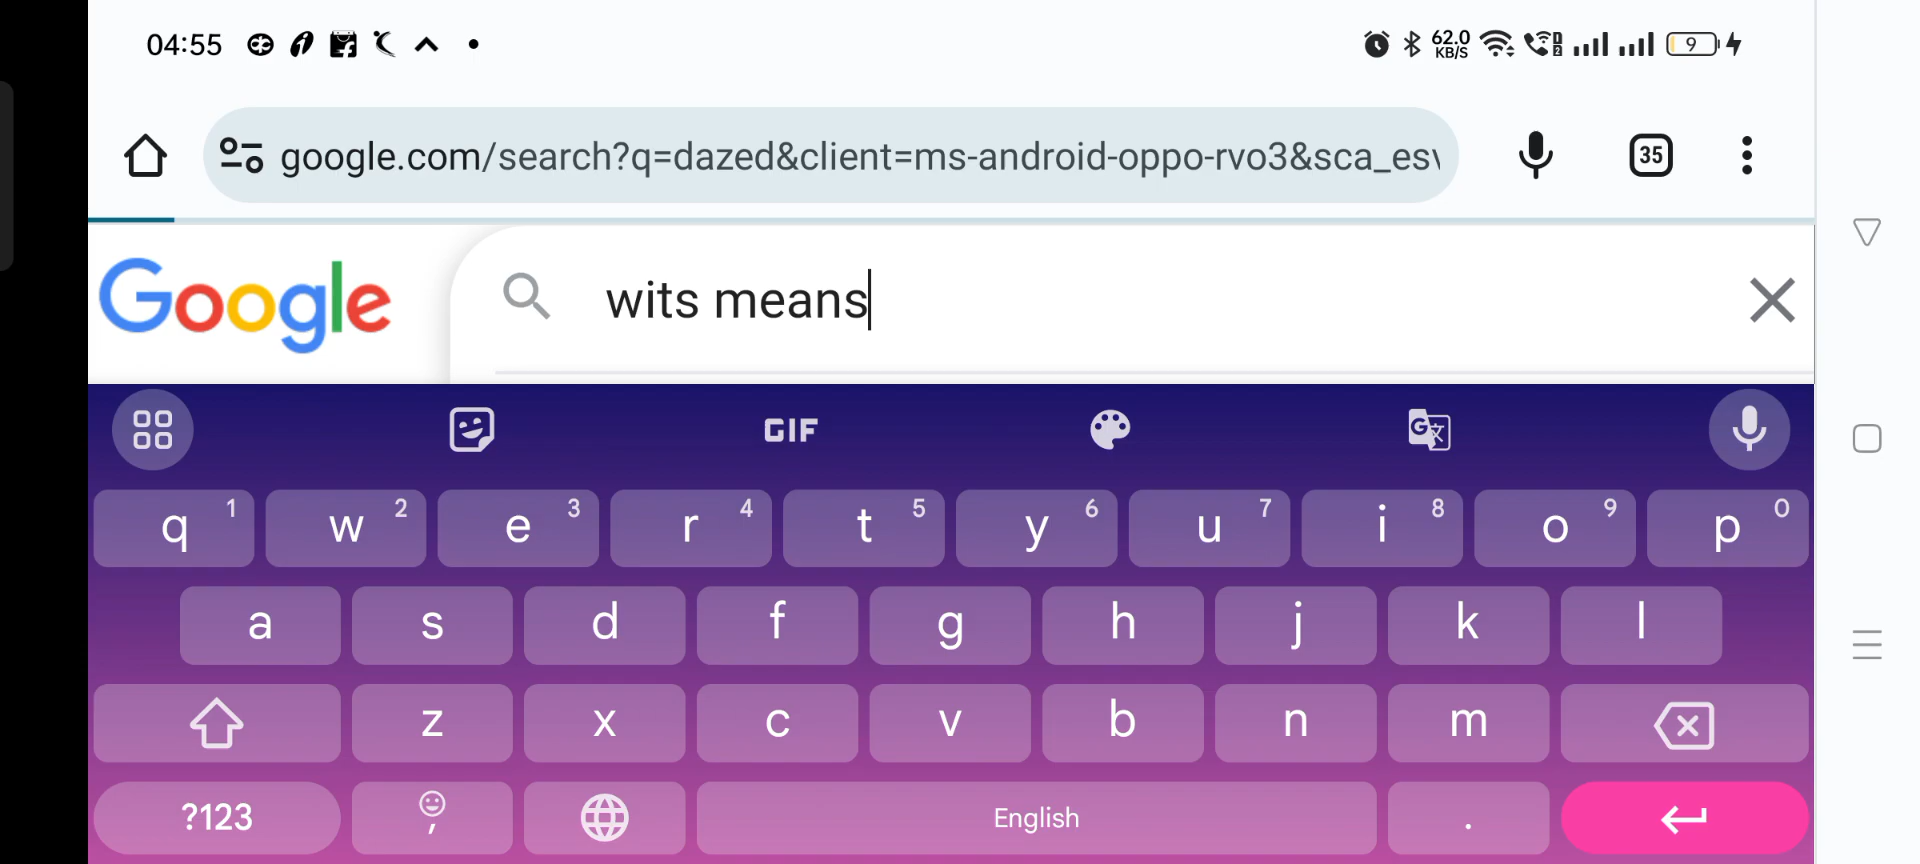 04:55 62.0 KB/S 2 9
google.com/search?q=dazed&client=ms-android-oppo-rvo3&sca_esv 35
Google wits means
GIF G
q 1 w 2 e 3 r 4 t 5 y 6 u 7 i 8 o 9 p 0
a s d f g h j k l
z x c v b n m
?123 , English .